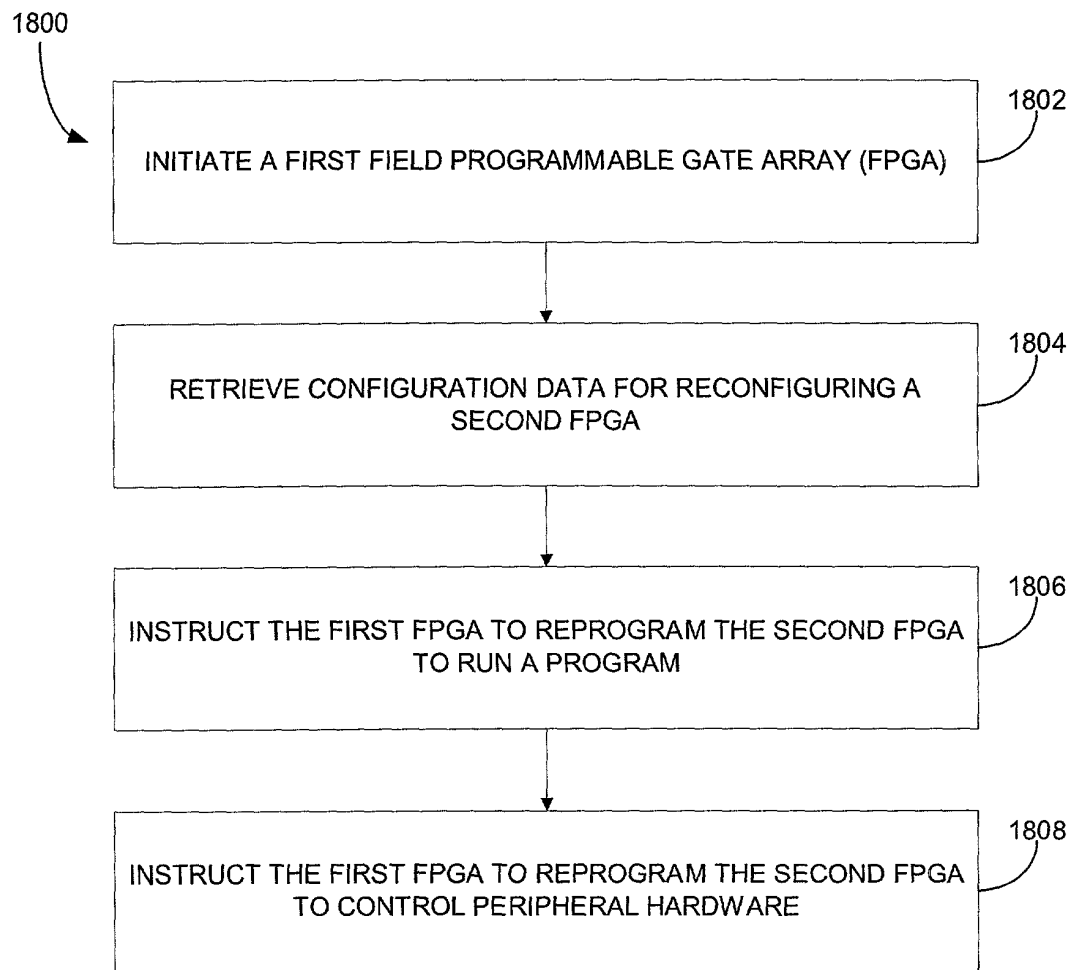 1800
1802
INITIATE A FIRST FIELD PROGRAMMABLE GATE ARRAY (FPGA)
1804
RETRIEVE CONFIGURATION DATA FOR RECONFIGURING A
SECOND FPGA
1806
INSTRUCT THE FIRST FPGA TO REPROGRAM THE SECOND FPGA
TO RUN A PROGRAM
1808
INSTRUCT THE FIRST FPGA TO REPROGRAM THE SECOND FPGA
TO CONTROL PERIPHERAL HARDWARE